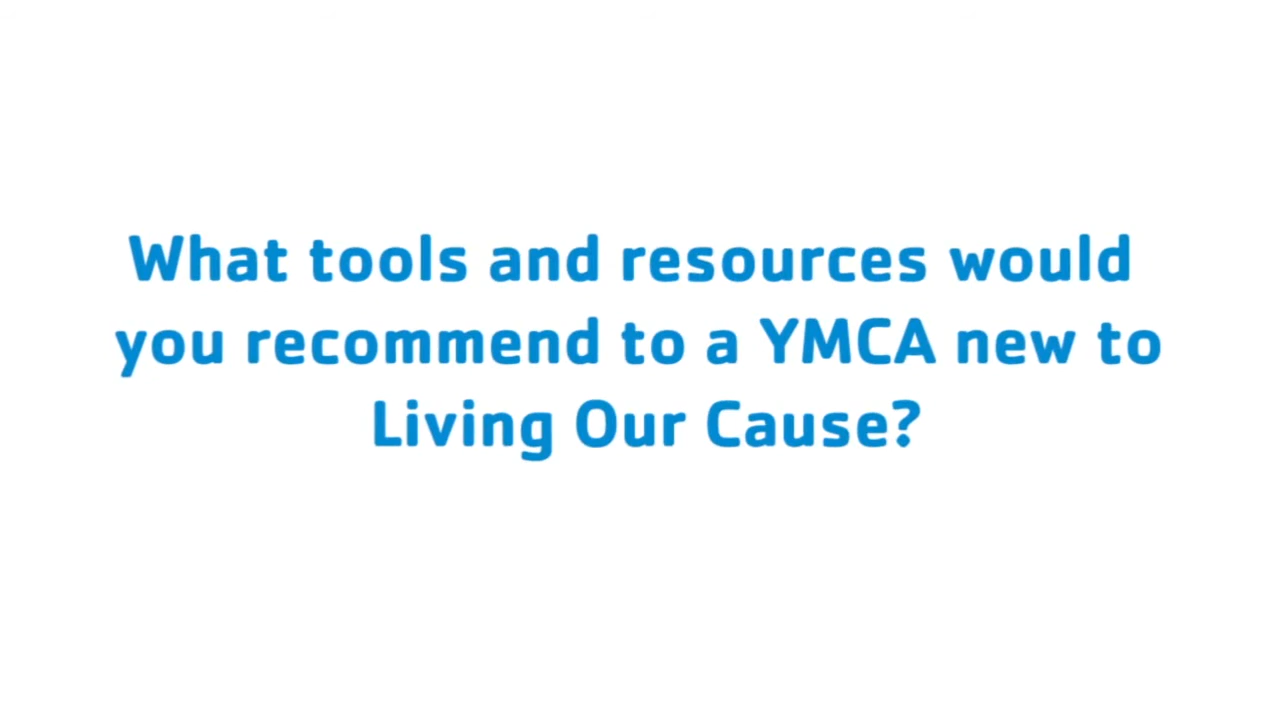 What tools and resources would
you recommend to a YMCA new to
Living Our Cause?